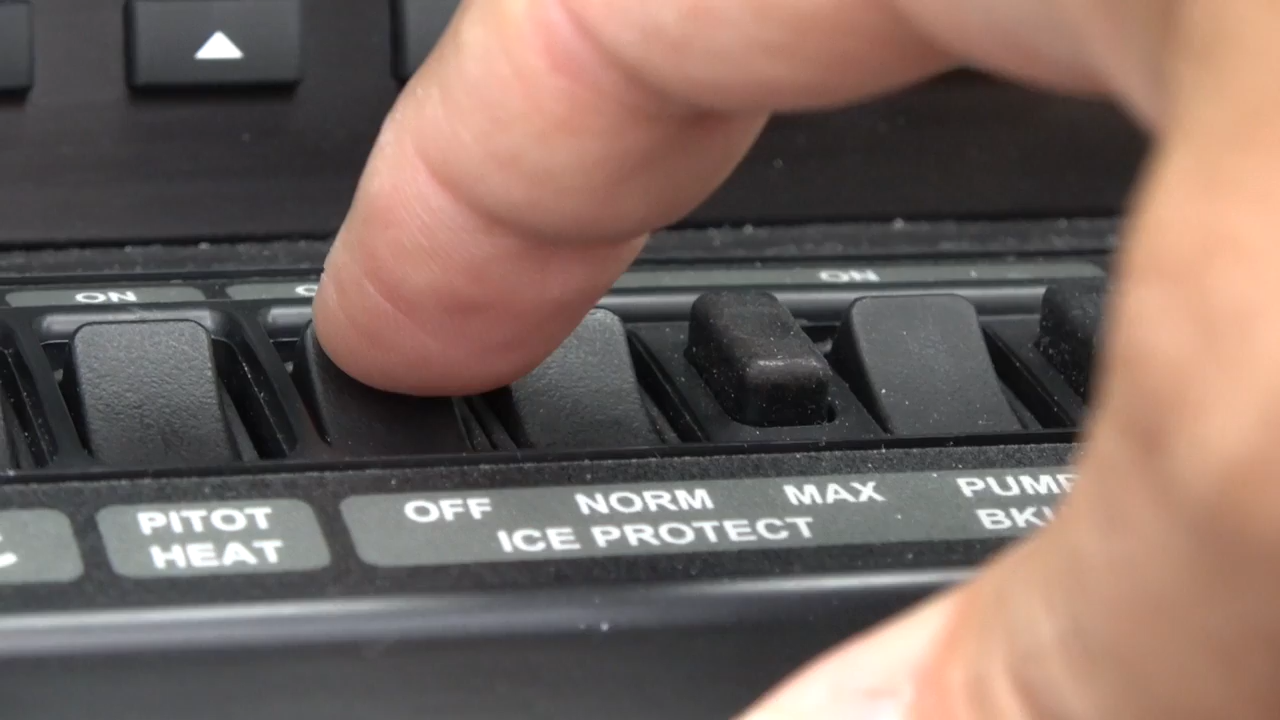 ON
ON
PITOT
HEAT
OFF NORM MAX
ICE PROTECT